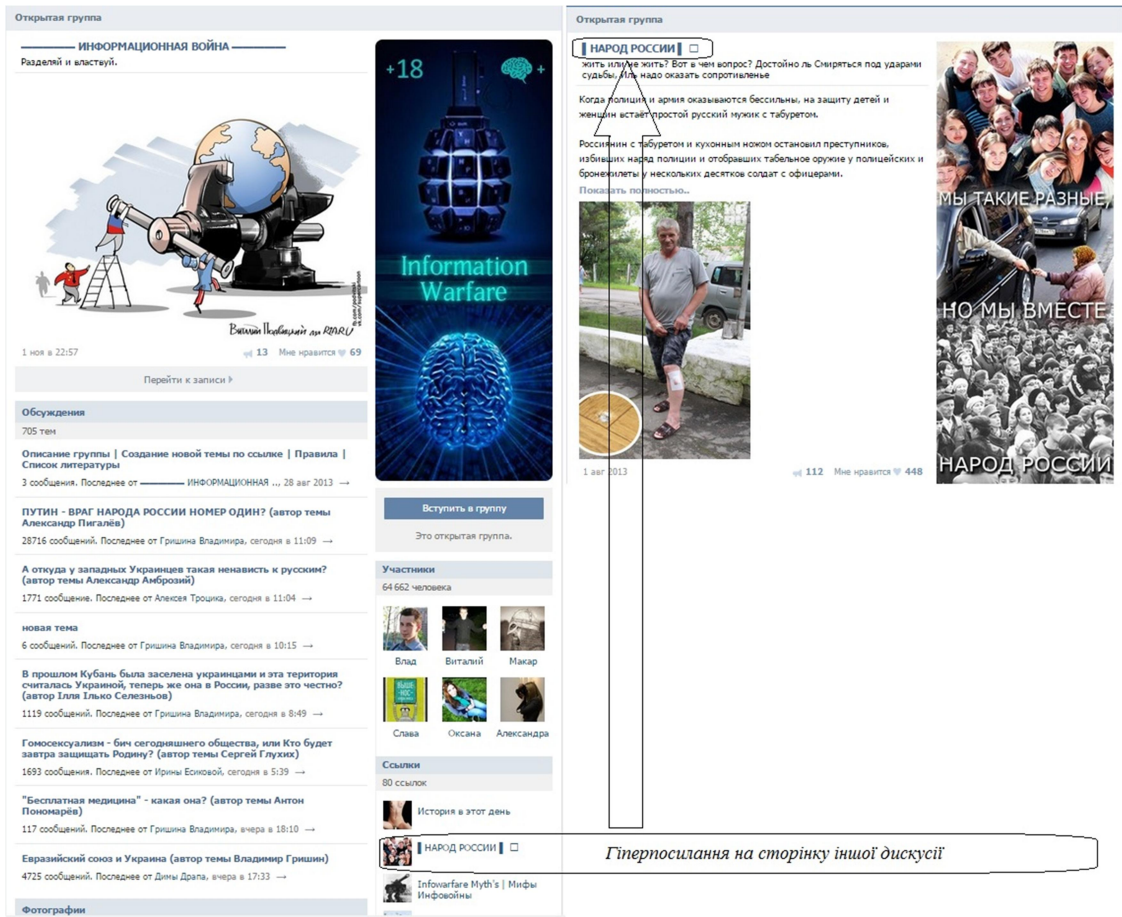 Открытая группа
ИНФОРМАЦИОННАЯ ВОЙНА
Разделяй и властвуй.
1 ноя в 22:57
13 Мне нравится 69
Перейти к записи
Обсуждения
705 тем
Описание группы | Создание новой темы по ссылке | Правила |
Список литературы
3 сообщения. Последнее от ———— ИНФОРМАЦИОННАЯ .., 28 авг 2013 →
ПУТИН - ВРАГ НАРОДА РОССИИ НОМЕР ОДИН? (автор темы
Александр Пигалёв)
28716 сообщений. Последнее от Гришина Владимира, сегодня в 11:09 →
А откуда у западных Украинцев такая ненависть к русским?
(автор темы Александр Амброзий)
1771 сообщение. Последнее от Алексея Троцика, сегодня в 11:04 →
новая тема
6 сообщений. Последнее от Гришина Владимира, сегодня в 10:15 →
В прошлом Кубань была заселена украинцами и эта територия
считалась Украиной, теперь же она в России, разве это честно?
(автор Ілля Ілько Селезньов)
1119 сообщений. Последнее от Гришина Владимира, сегодня в 8:49 →
Гомосексуализм - бич сегодняшнего общества, или Кто будет
завтра защищать Родину? (автор темы Сергей Глухих)
1693 сообщения. Последнее от Ирины Есиковой, сегодня в 5:39 →
"Бесплатная медицина" - какая она? (автор темы Антон
Пономарёв)
117 сообщений. Последнее от Гришина Владимира, вчера в 18:10 →
Евразийский союз и Украина (автор темы Владимир Гришин)
4725 сообщений. Последнее от Димы Драпа, вчера в 17:33 →
Фотографии
+18
+
Information
Warfare
Вступить в группу
Это открытая группа.
Участники
64 662 человека
Влад Виталий Макар
Слава Оксана Александра
Ссылки
80 ссылок
История в этот день
НАРОД РОССИИ
Infowarfare Myth's | Мифы
Инфовойны
Открытая группа
НАРОД РОССИИ
жить или не жить? Вот в чем вопрос? Достойно ль Смиряться под ударами
судьбы, Иль надо оказать сопротивленье
Когда полиция и армия оказываются бессильны, на защиту детей и
женщин встаёт простой русский мужик с табуретом.
Россиянин с табуретом и кухонным ножом остановил преступников,
избивших наряд полиции и отобравших табельное оружие у полицейских и
бронежилеты у нескольких десятков солдат с офицерами.
Показать полностью..
1 авг 2013
112 Мне нравится 448
МЫ ТАКИЕ РАЗНЫЕ,
НО МЫ ВМЕСТЕ
НАРОД РОССИИ
Гіперпосилання на сторінку іншої дискусії